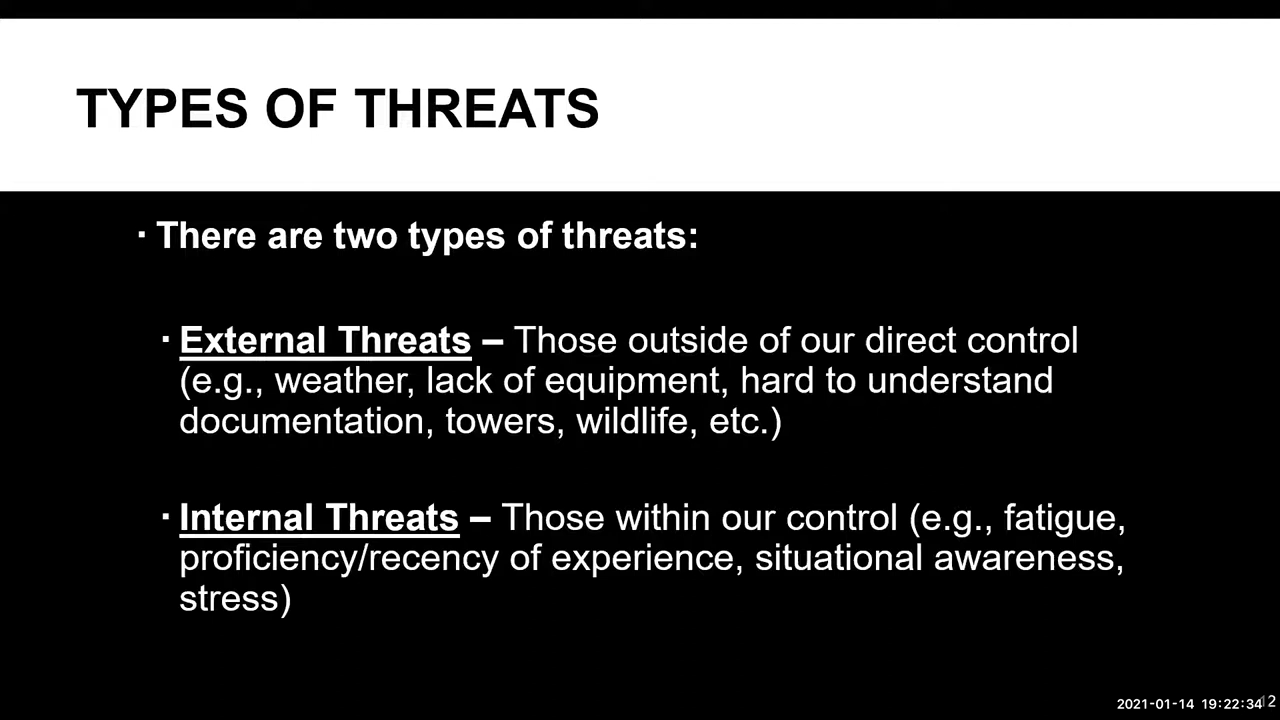 TYPES OF THREATS
▪ There are two types of threats:
▪ External Threats – Those outside of our direct control
(e.g., weather, lack of equipment, hard to understand
documentation, towers, wildlife, etc.)
▪ Internal Threats – Those within our control (e.g., fatigue,
proficiency/recency of experience, situational awareness,
stress)
2021-01-14 19:22:34
12